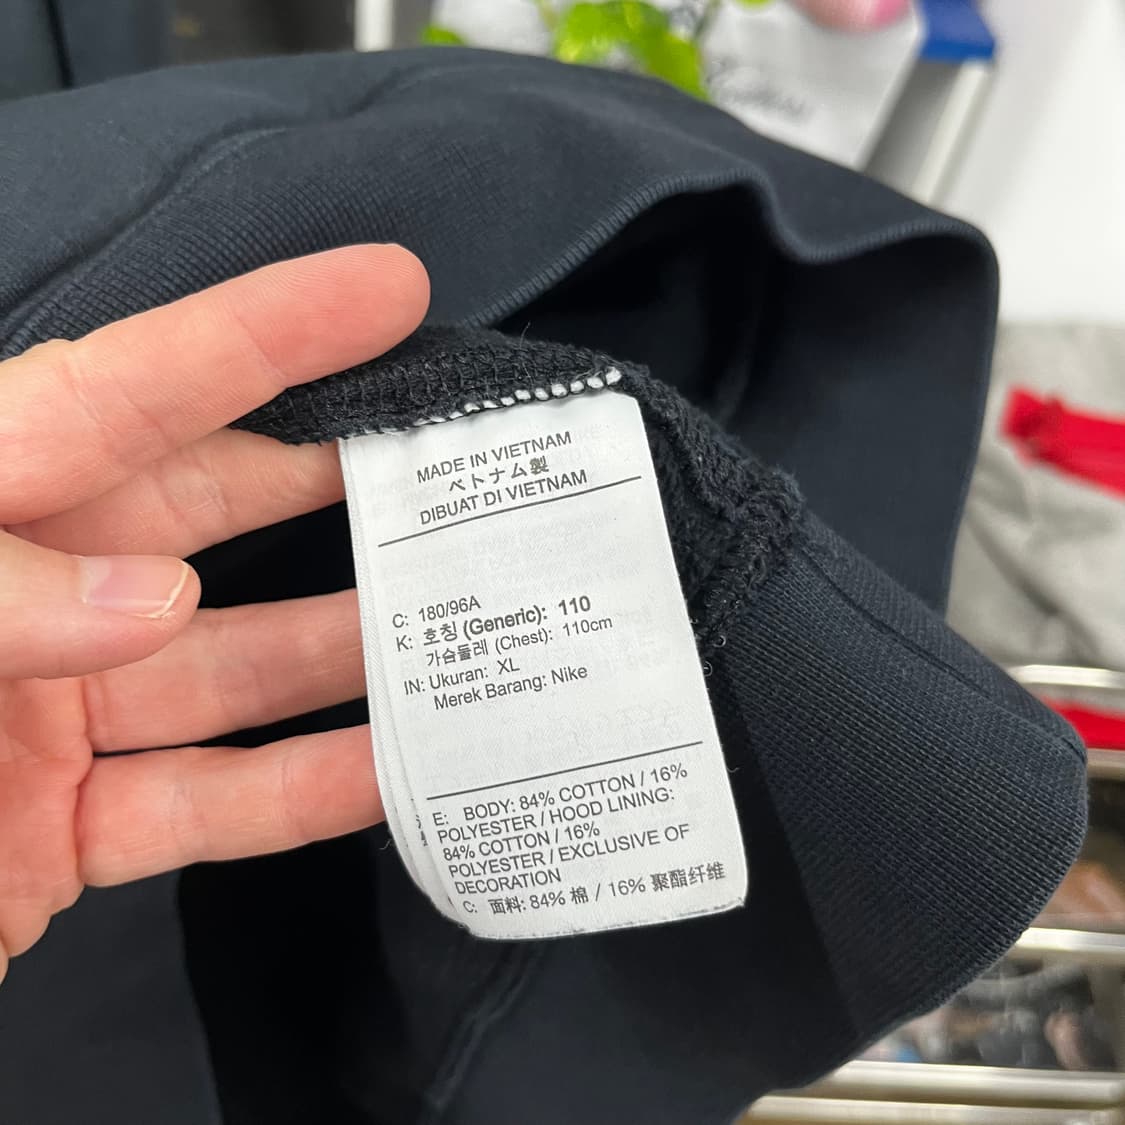 MADE IN VIETNAM
ベトナム製
DIBUAT DI VIETNAM
C: 180/96A
K: 호칭 (Generic): 110
가슴둘레 (Chest): 110cm
IN: Ukuran: XL
Merek Barang: Nike
E: BODY: 84% COTTON / 16%
POLYESTER / HOOD LINING:
84% COTTON / 16%
POLYESTER / EXCLUSIVE OF
DECORATION
C: 面料: 84% 棉 / 16% 聚酯纤维